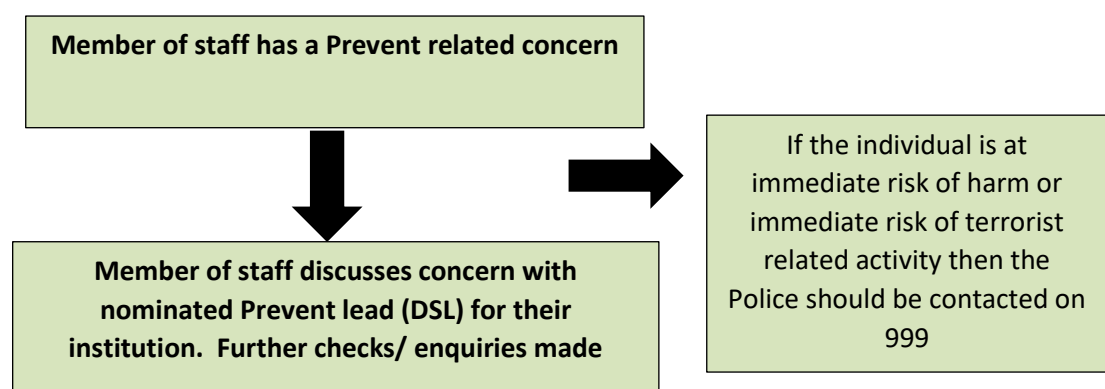 Member of staff has a Prevent related concern
If the individual is at
immediate risk of harm or
immediate risk of terrorist
related activity then the
Police should be contacted on
999
Member of staff discusses concern with
nominated Prevent lead (DSL) for their
institution.  Further checks/ enquiries made